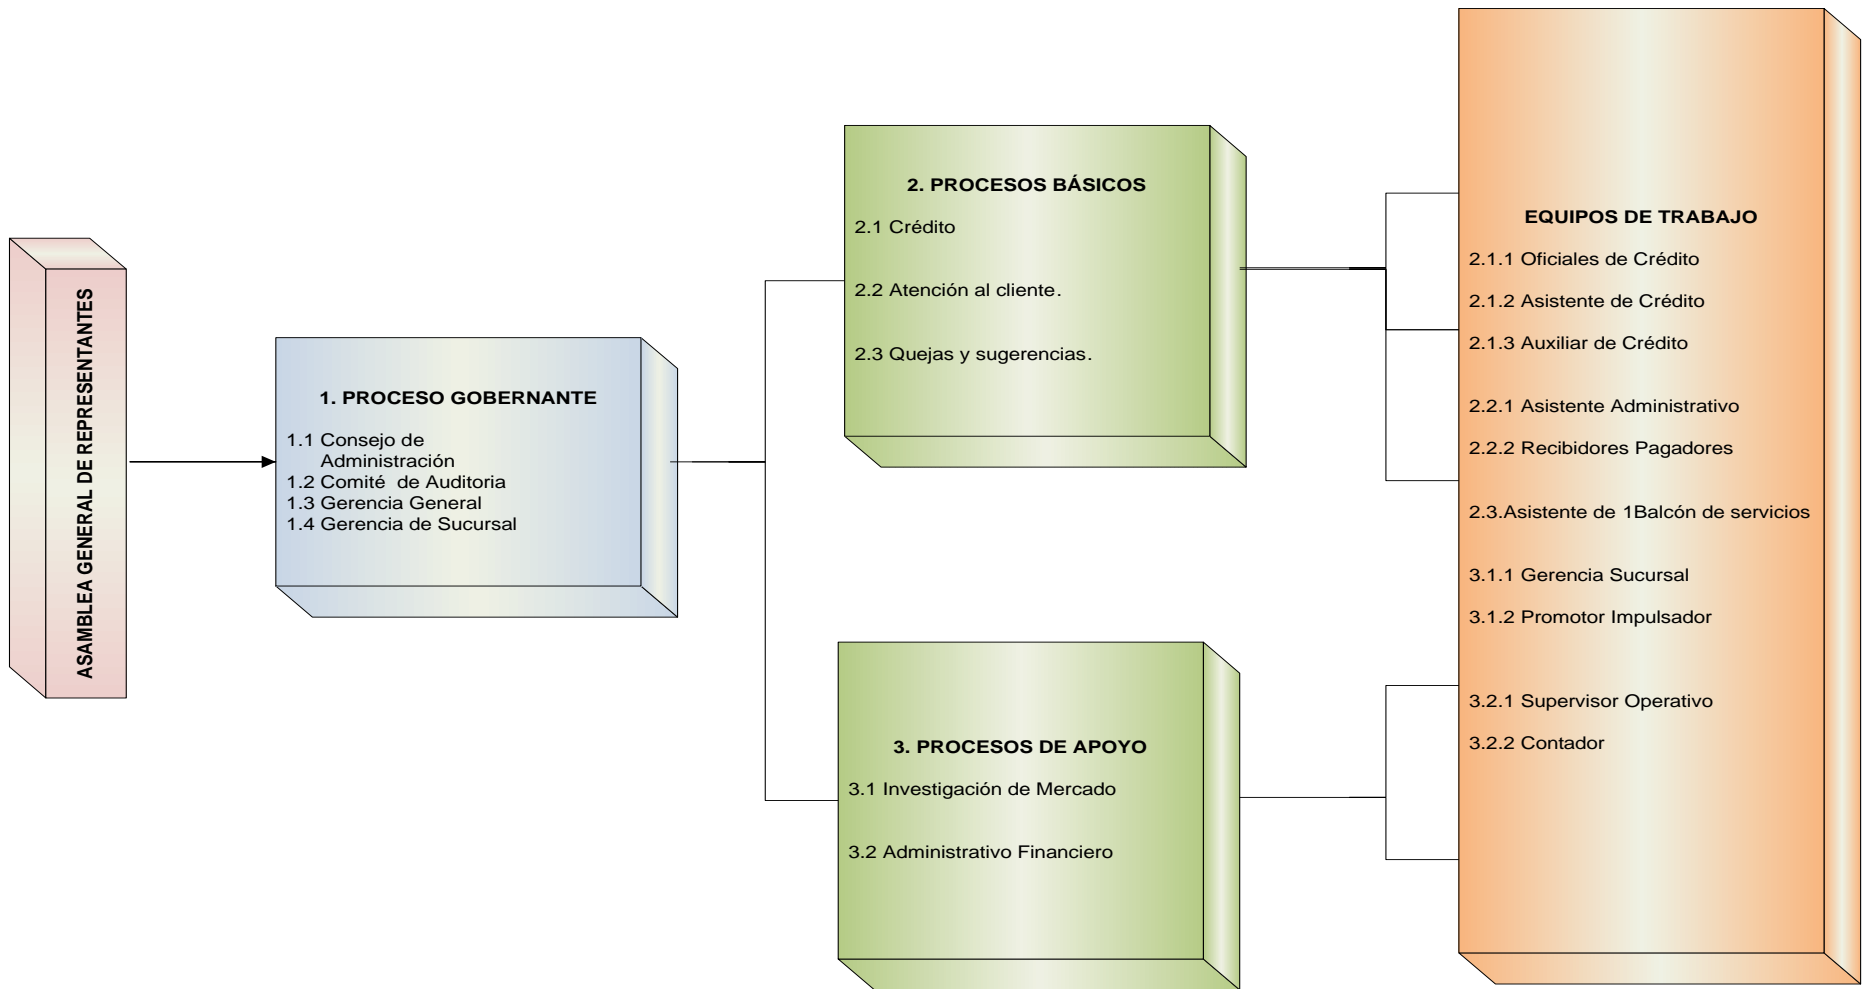 ASAMBLEA GENERAL DE REPRESENTANTES
1. PROCESO GOBERNANTE
1.1 Consejo de
Administración
1.2 Comité  de Auditoria
1.3 Gerencia General
1.4 Gerencia de Sucursal
2. PROCESOS BÁSICOS
2.1 Crédito
2.2 Atención al cliente.
2.3 Quejas y sugerencias.
3. PROCESOS DE APOYO
3.1 Investigación de Mercado
3.2 Administrativo Financiero
EQUIPOS DE TRABAJO
2.1.1 Oficiales de Crédito
2.1.2 Asistente de Crédito
2.1.3 Auxiliar de Crédito
2.2.1 Asistente Administrativo
2.2.2 Recibidores Pagadores
2.3.Asistente de 1Balcón de servicios
3.1.1 Gerencia Sucursal
3.1.2 Promotor Impulsador
3.2.1 Supervisor Operativo
3.2.2 Contador